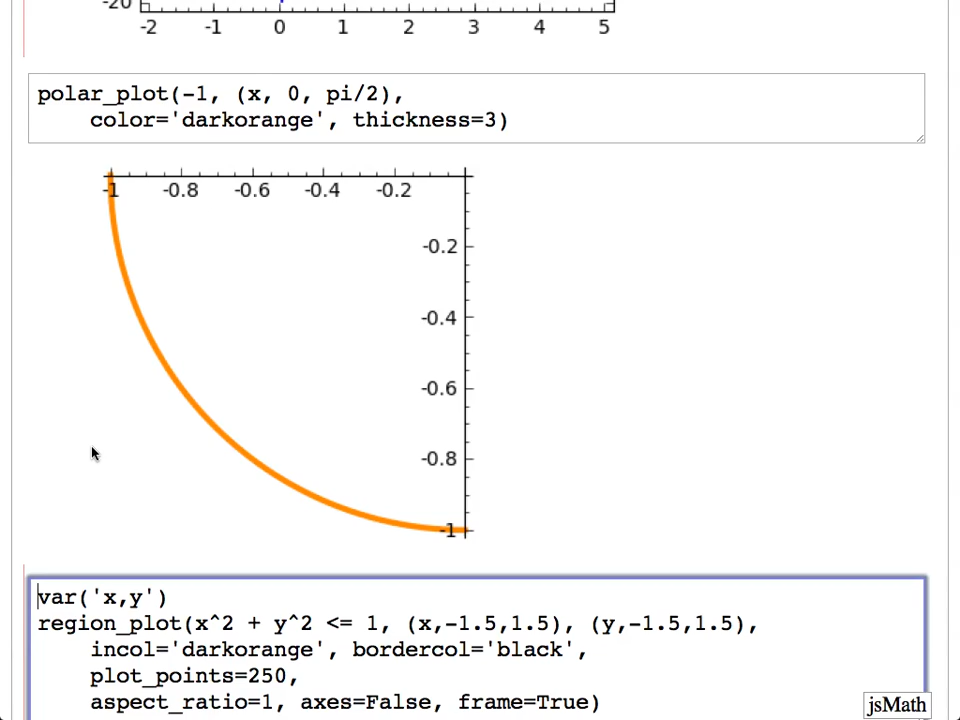 -20
-2 -1 0 1 2 3 4 5
polar_plot(-1, (x, 0, pi/2),
color='darkorange', thickness=3)
-1 -0.8 -0.6 -0.4 -0.2
-0.2
-0.4
-0.6
-0.8
-1
var('x,y')
region_plot(x^2 + y^2 <= 1, (x,-1.5,1.5), (y,-1.5,1.5),
incol='darkorange', bordercol='black',
plot_points=250,
aspect_ratio=1, axes=False, frame=True)
jsMath